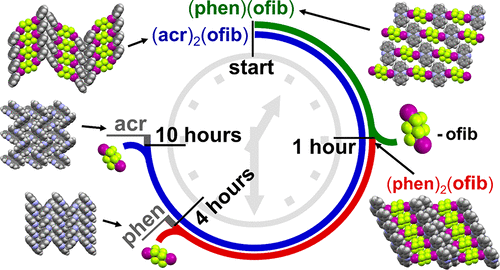 (phen)(ofib)
(acr)2(ofib)
start
acr
10 hours
1 hour
-ofib
(phen)2(ofib)
4 hours
phen